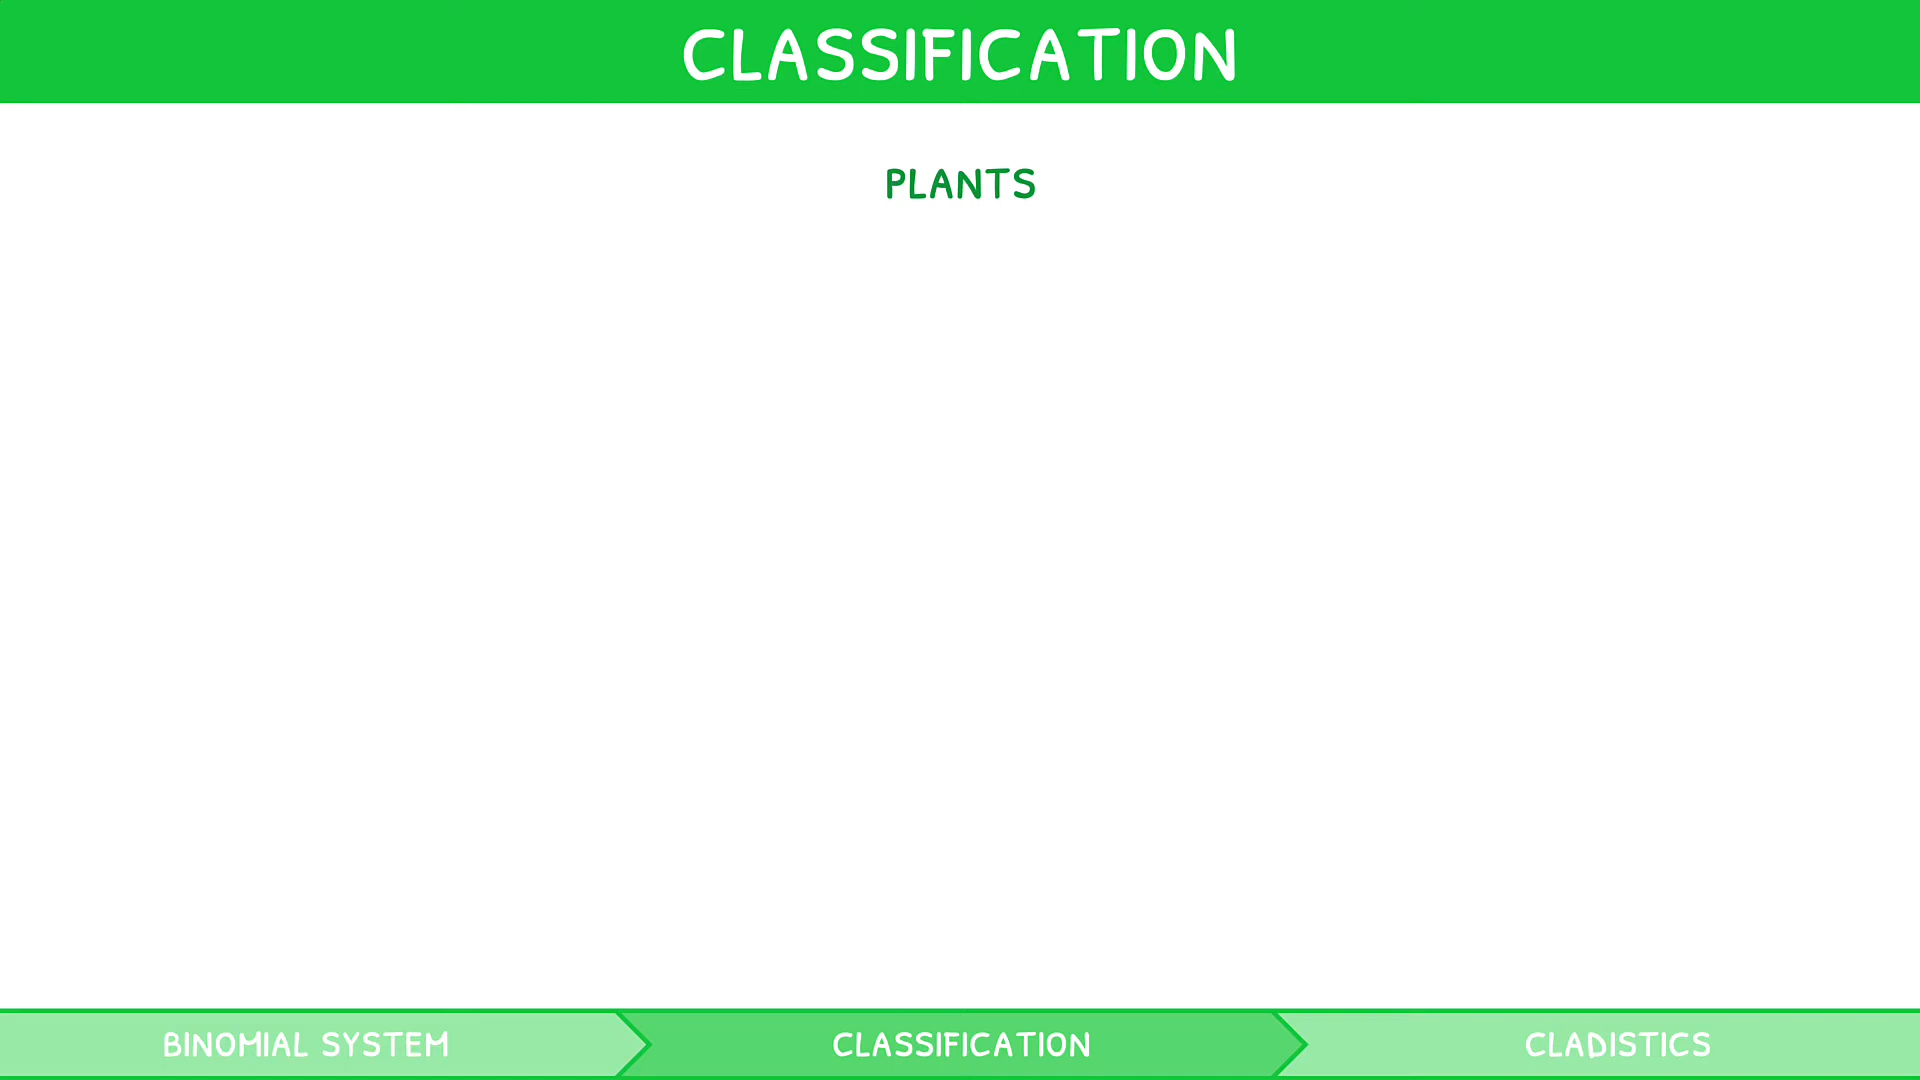 CLASSIFICATION
PLANTS
BINOMIAL SYSTEM
CLASSIFICATION
CLADISTICS